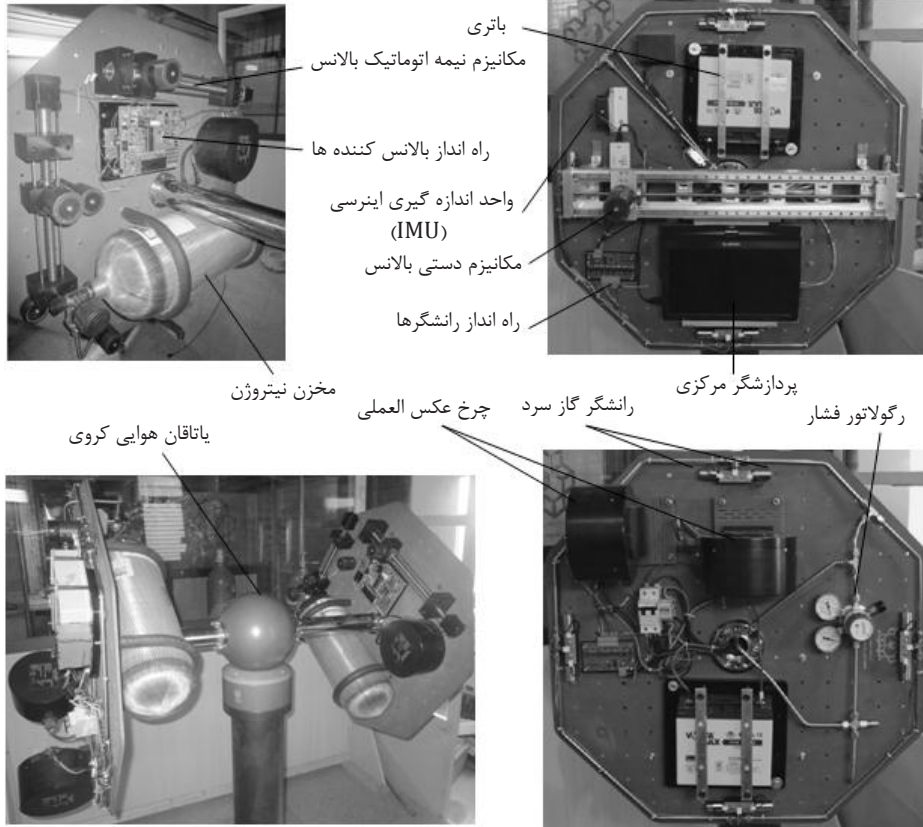 باتری
مکانیزم نیمه اتوماتیک بالانس
راه انداز بالانس کننده ها
واحد اندازه گیری اینرسی
(IMU)
مکانیزم دستی بالانس
راه انداز رانشگرها
پردازشگر مرکزی
مخزن نیتروژن
رگولاتور فشار
رانشگر گاز سرد
چرخ عکس العملی
یاتاقان هوایی کروی